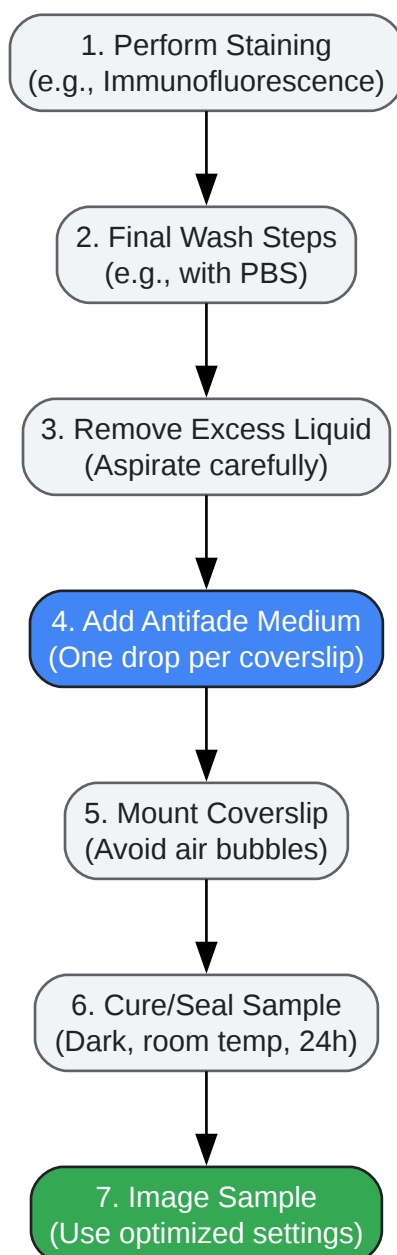 1. Perform Staining
(e.g., Immunofluorescence)
2. Final Wash Steps
(e.g., with PBS)
3. Remove Excess Liquid
(Aspirate carefully)
4. Add Antifade Medium
(One drop per coverslip)
5. Mount Coverslip
(Avoid air bubbles)
6. Cure/Seal Sample
(Dark, room temp, 24h)
7. Image Sample
(Use optimized settings)